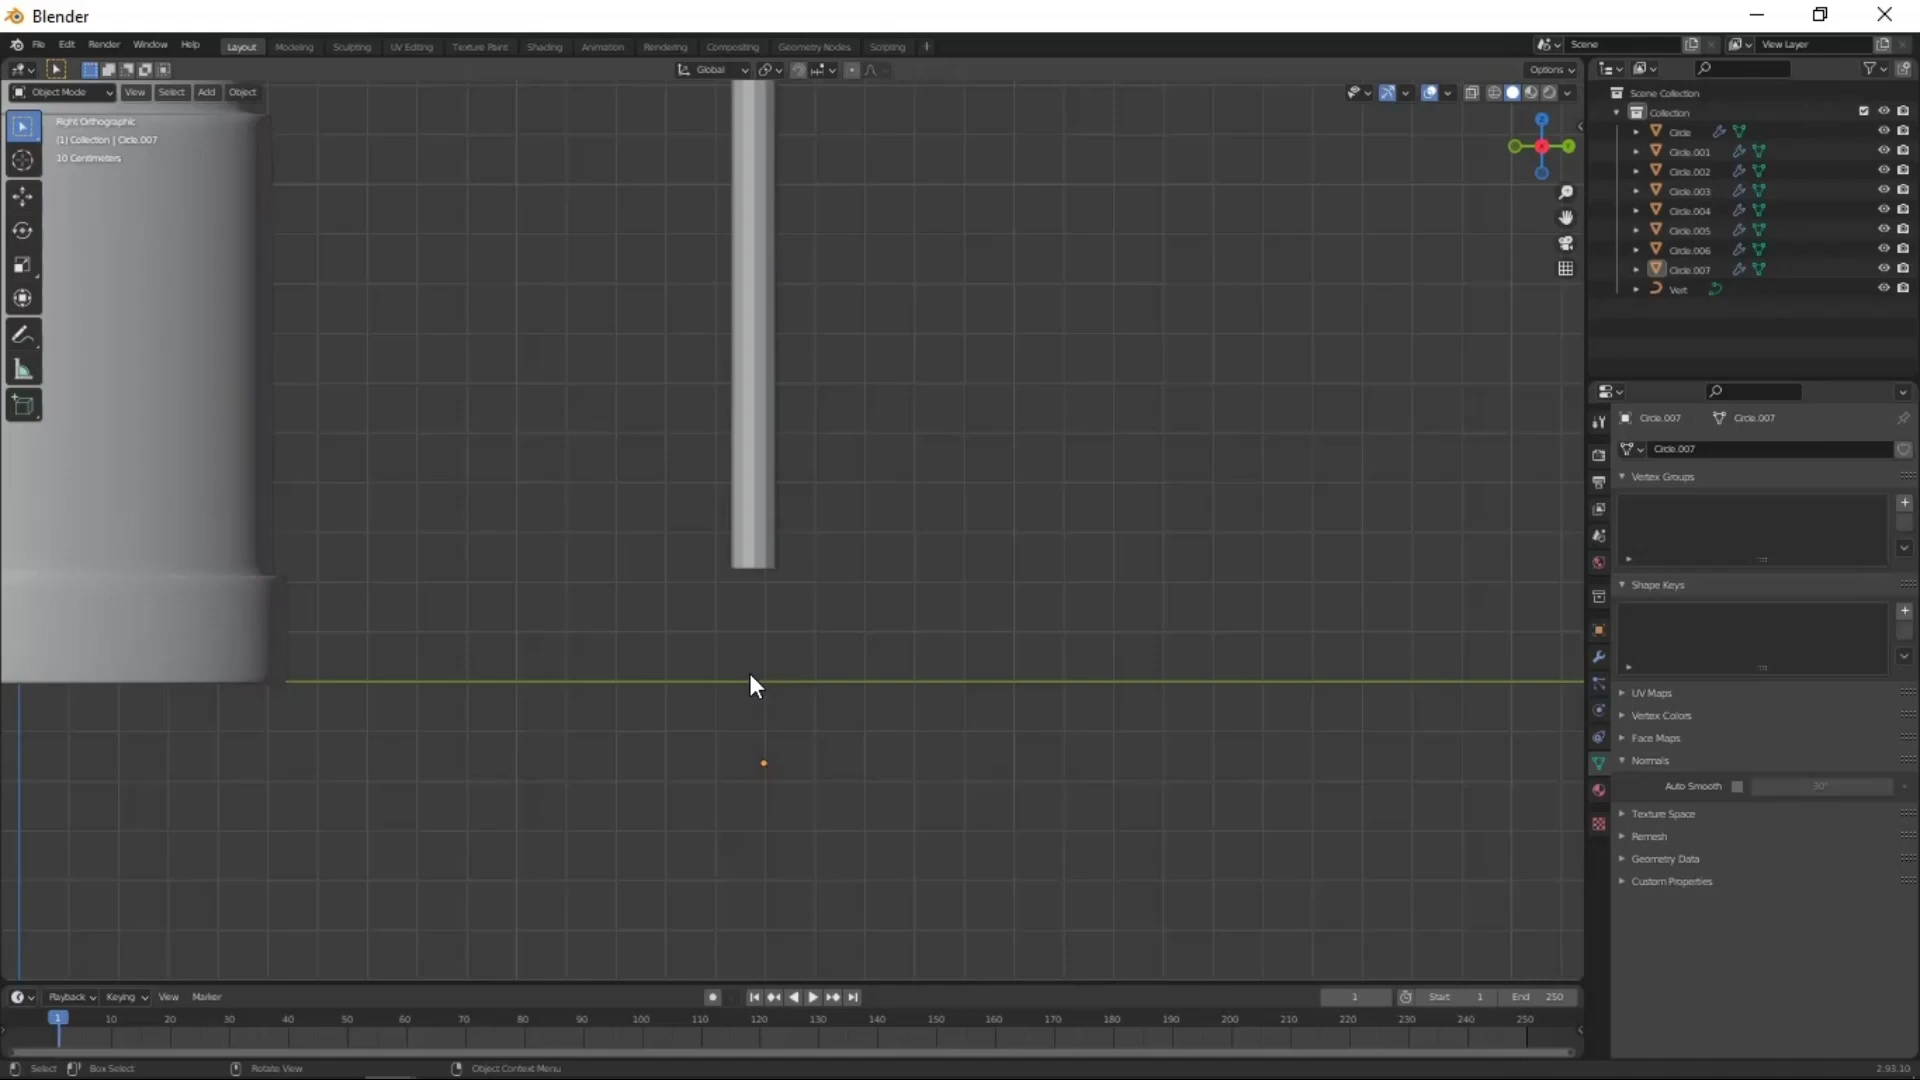 Blender
File Edit Render Window Help Layout Modeling Sculpting UV Editing Texture Paint Shading Animation Rendering Compositing Geometry Nodes Scripting + Scene View Layer
Global Options
Object Mode View Select Add Object
Right Orthographic
(1) Collection | Circle.007
10 Centimeters
Z
Scene Collection
Collection
Circle
Circle.001
Circle.002
Circle.003
Circle.004
Circle.005
Circle.006
Circle.007
Vert
Circle.007 Circle.007
Circle.007
Vertex Groups
Shape Keys
UV Maps
Vertex Colors
Face Maps
Normals
Auto Smooth 30°
Texture Space
Remesh
Geometry Data
Custom Properties
Playback Keying View Marker 1 Start 1 End 250
1 10 20 30 40 50 60 70 80 90 100 110 120 130 140 150 160 170 180 190 200 210 220 230 240 250
Select Box Select Rotate View Object Context Menu 2.93.10